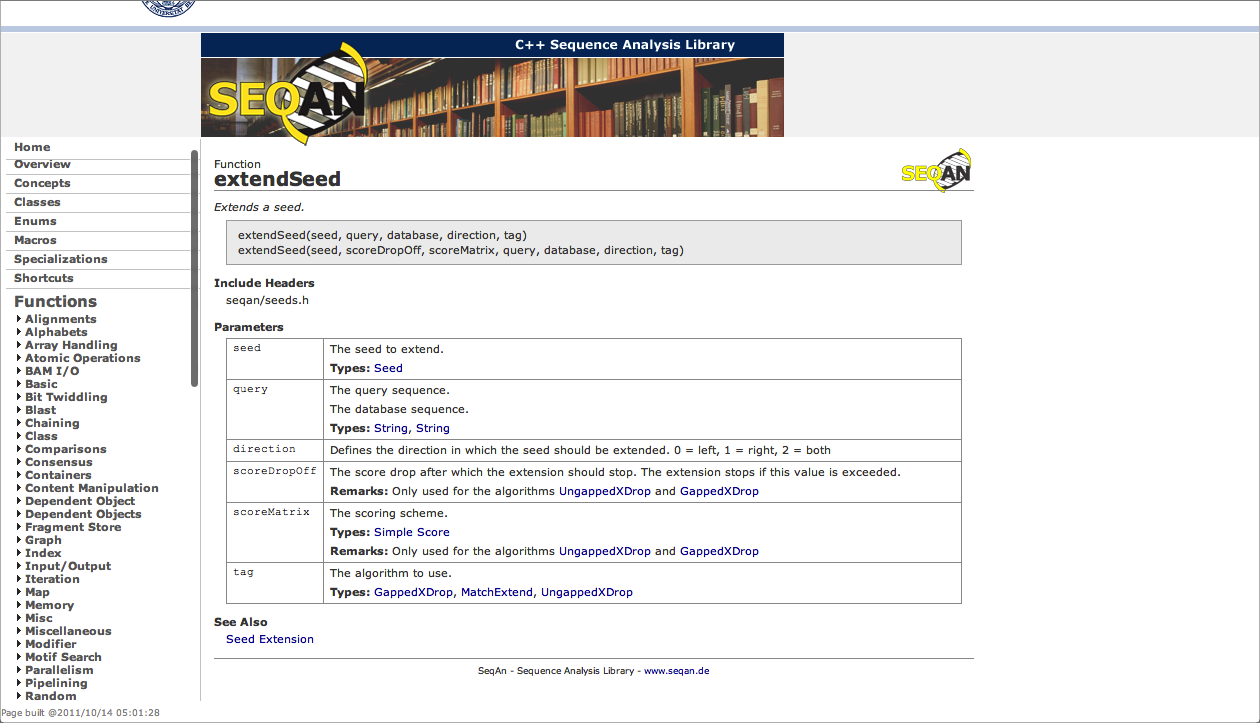 C++ Sequence Analysis Library
SEQAN
Home
Overview
Concepts
Classes
Enums
Macros
Specializations
Shortcuts
Functions
Alignments
Alphabets
Array Handling
Atomic Operations
BAM I/O
Basic
Bit Twiddling
Blast
Chaining
Class
Comparisons
Consensus
Containers
Content Manipulation
Dependent Object
Dependent Objects
Fragment Store
Graph
Index
Input/Output
Iteration
Map
Memory
Misc
Miscellaneous
Modifier
Motif Search
Parallelism
Pipelining
Random
Page built @2011/10/14 05:01:28
Function
extendSeed
SEQAN
Extends a seed.
extendSeed(seed, query, database, direction, tag)
extendSeed(seed, scoreDropOff, scoreMatrix, query, database, direction, tag)
Include Headers
seqan/seeds.h
Parameters
seed
The seed to extend.
Types: Seed
query
The query sequence.
The database sequence.
Types: String, String
direction
Defines the direction in which the seed should be extended. 0 = left, 1 = right, 2 = both
scoreDropOff
The score drop after which the extension should stop. The extension stops if this value is exceeded.
Remarks: Only used for the algorithms UngappedXDrop and GappedXDrop
scoreMatrix
The scoring scheme.
Types: Simple Score
Remarks: Only used for the algorithms UngappedXDrop and GappedXDrop
tag
The algorithm to use.
Types: GappedXDrop, MatchExtend, UngappedXDrop
See Also
Seed Extension
SeqAn - Sequence Analysis Library - www.seqan.de